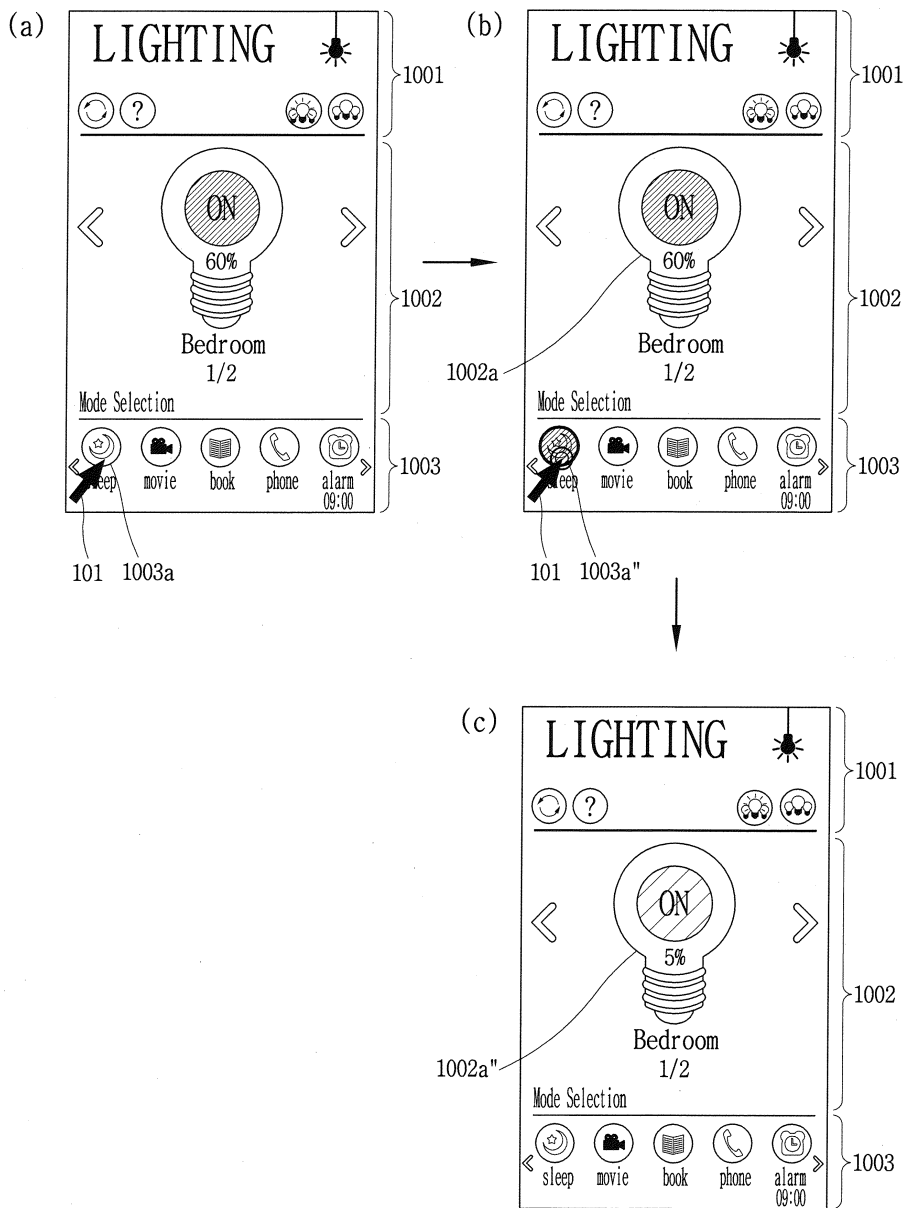 (a)
LIGHTING
1001
?
ON
60%
1002
Bedroom
1/2
Mode Selection
1003
movie book phone alarm
09:00
101 1003a
(b)
LIGHTING
1001
?
ON
60%
1002
1002a
Bedroom
1/2
Mode Selection
1003
sleep movie book phone alarm
09:00
101 1003a"
(c)
LIGHTING
1001
?
ON
5%
1002
Bedroom
1002a"
1/2
Mode Selection
1003
sleep movie book phone alarm
09:00